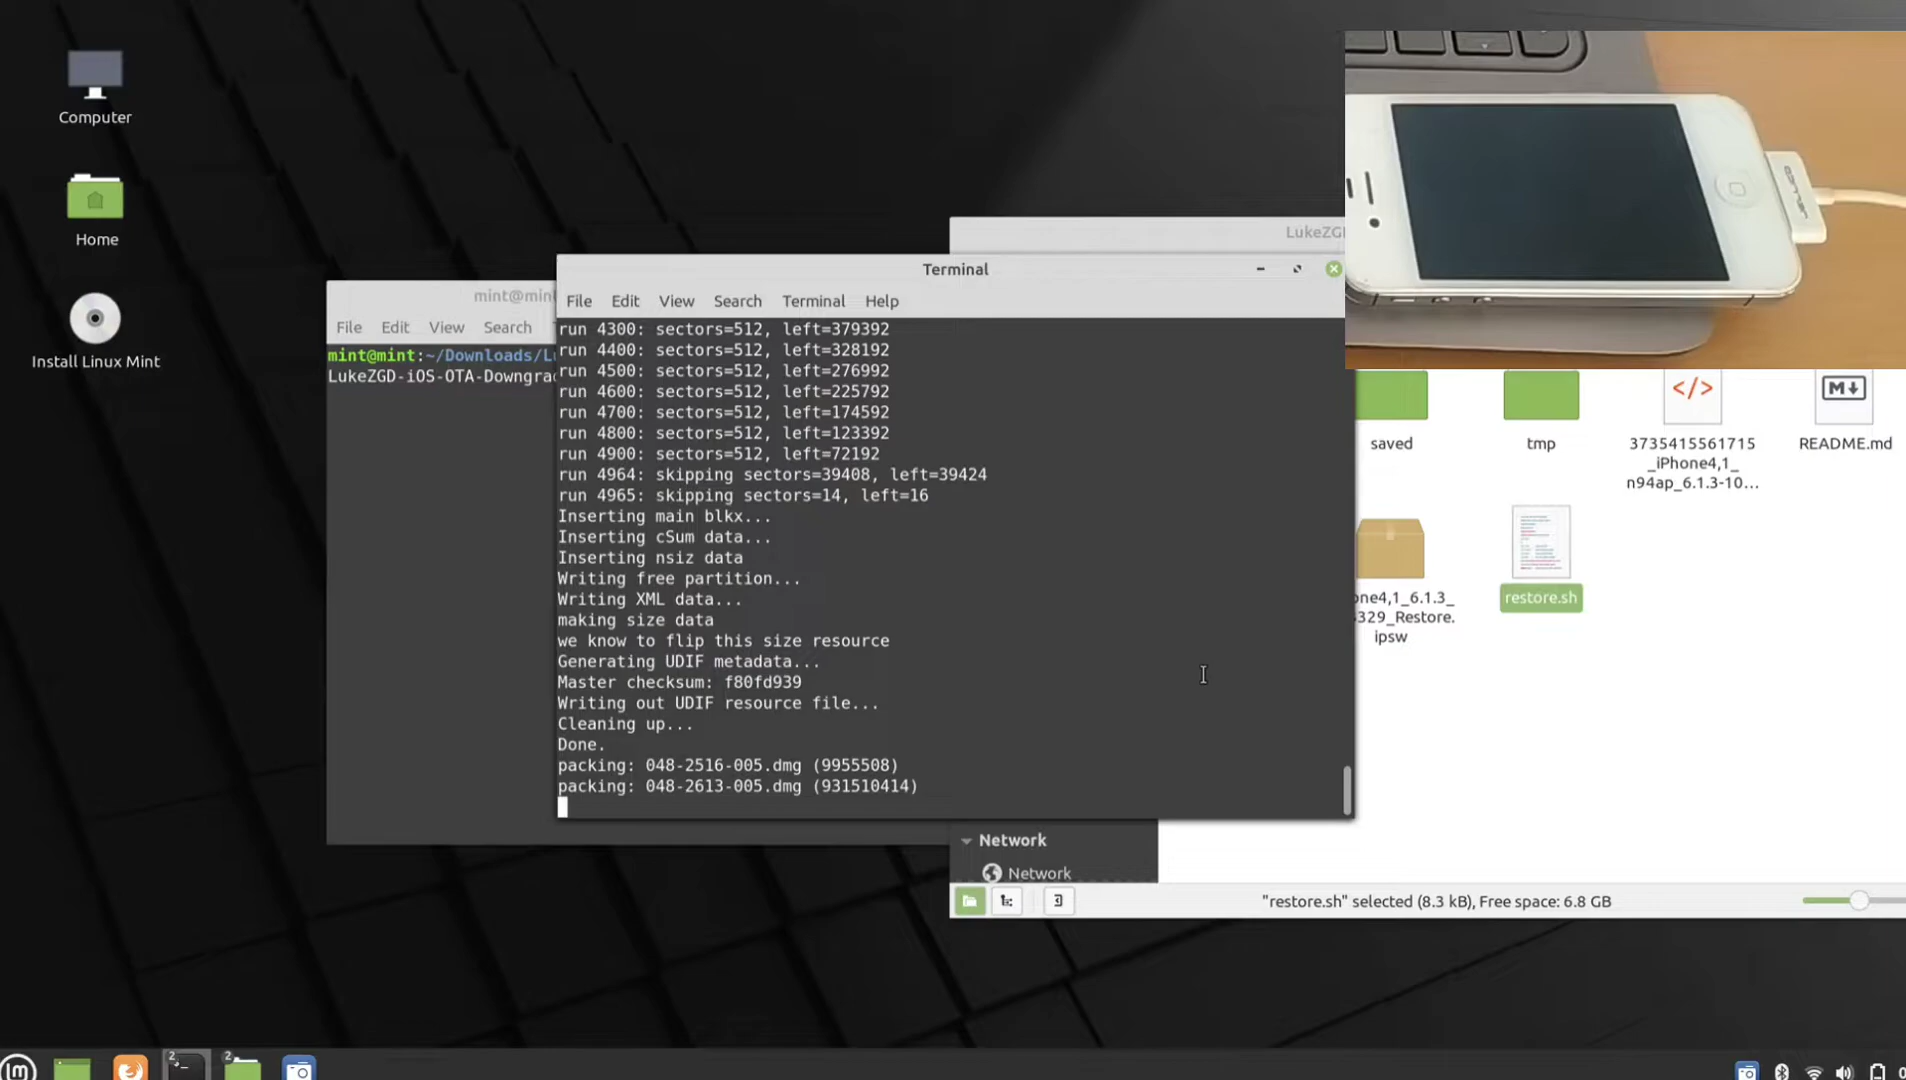 Computer
Home
Install Linux Mint
LukeZG
mint@mint
File Edit View Search
mint@mint:~/Downloads/L
LukeZGD-iOS-OTA-Downgrad
Terminal
File Edit View Search Terminal Help
run 4300: sectors=512, left=379392
run 4400: sectors=512, left=328192
run 4500: sectors=512, left=276992
run 4600: sectors=512, left=225792
run 4700: sectors=512, left=174592
run 4800: sectors=512, left=123392
run 4900: sectors=512, left=72192
run 4964: skipping sectors=39408, left=39424
run 4965: skipping sectors=14, left=16
Inserting main blkx...
Inserting cSum data...
Inserting nsiz data
Writing free partition...
Writing XML data...
making size data
we know to flip this size resource
Generating UDIF metadata...
Master checksum: f80fd939
Writing out UDIF resource file...
Cleaning up...
Done.
packing: 048-2516-005.dmg (9955508)
packing: 048-2613-005.dmg (931510414)
saved
tmp
3735415561715
_iPhone4,1_
n94ap_6.1.3-10...
README.md
one4,1_6.1.3_
329_Restore.
ipsw
restore.sh
Network
Network
"restore.sh" selected (8.3 kB), Free space: 6.8 GB
2
2